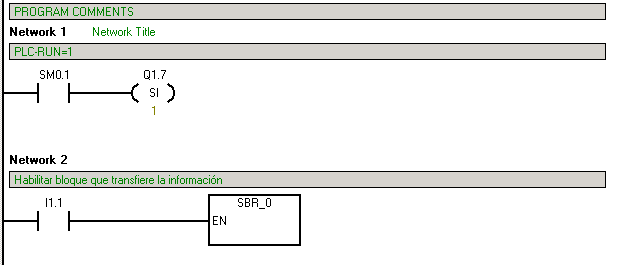 PROGRAM COMMENTS
Network 1 Network Title
PLC-RUN=1
SM0.1 Q1.7
SI
1
Network 2
Habilitar bloque que transfiere la información
I1.1 SBR_0
EN